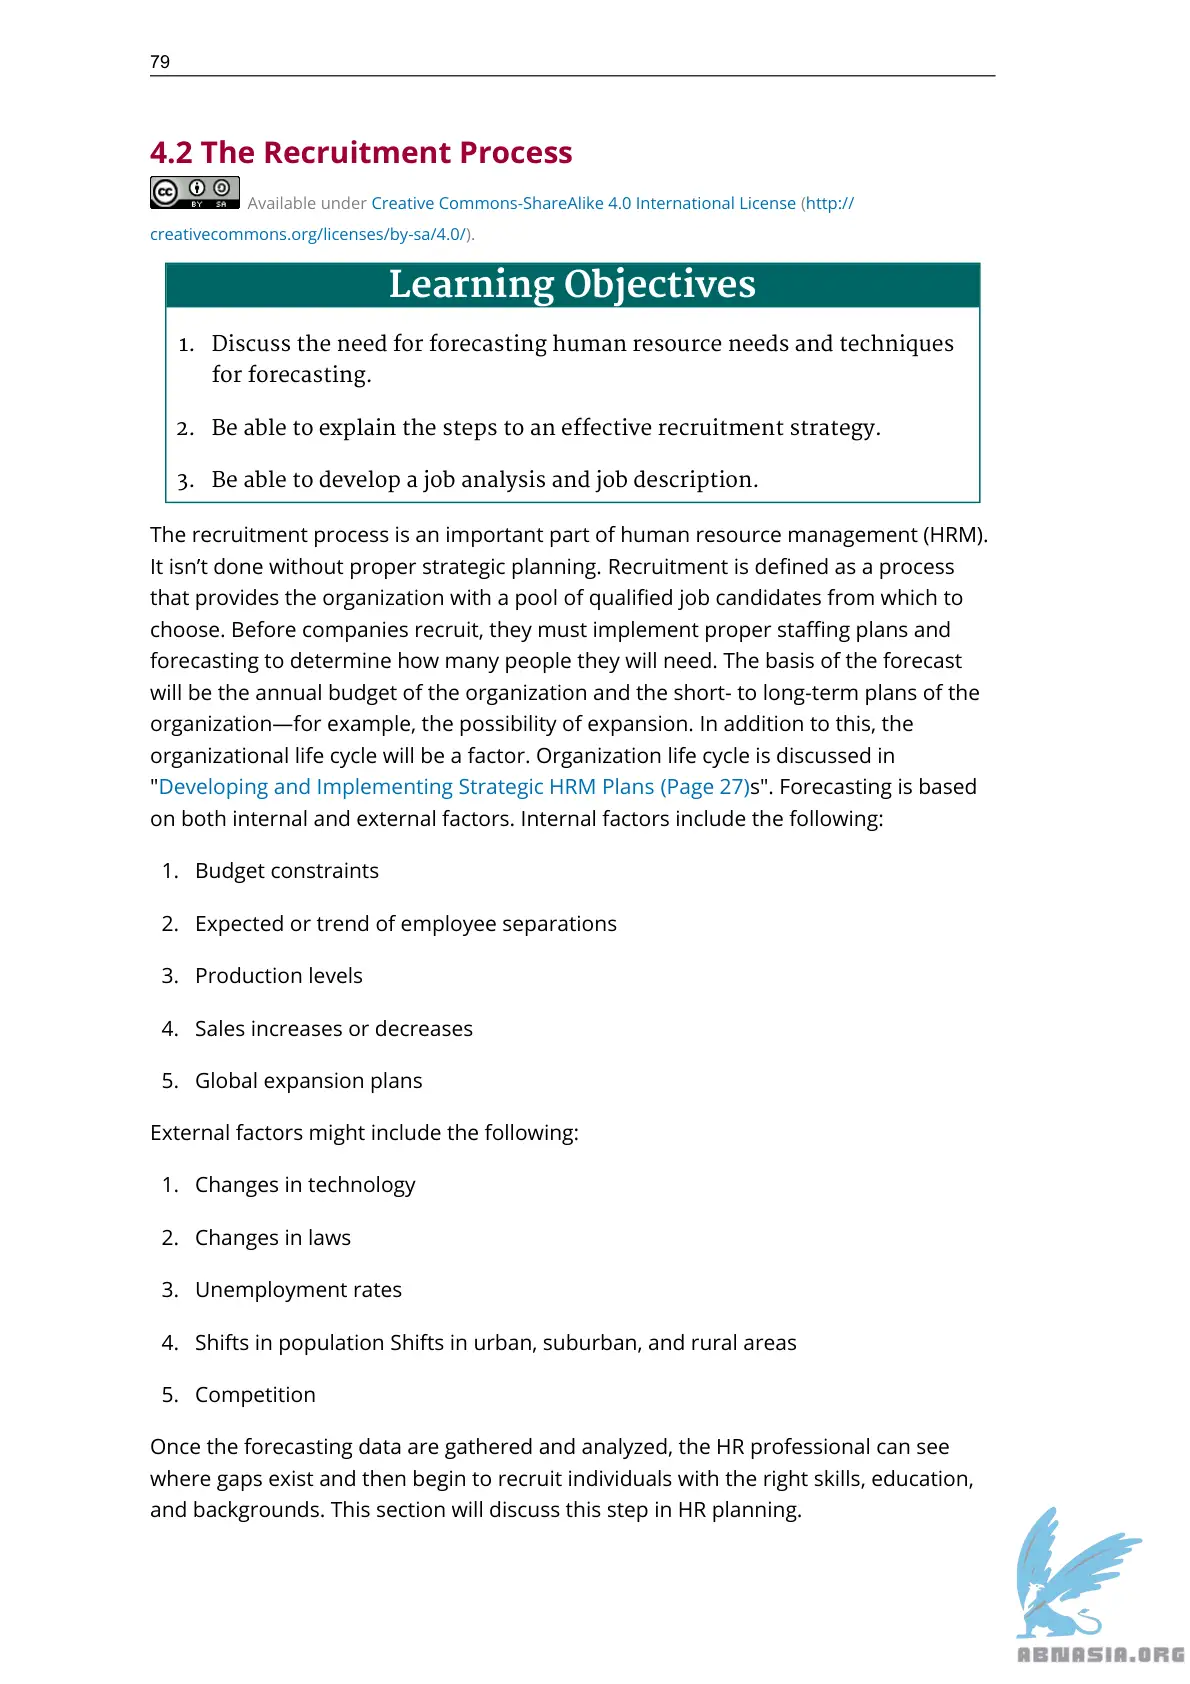 79
4.2 The Recruitment Process
cc BY SA Available under Creative Commons-ShareAlike 4.0 International License (http://
creativecommons.org/licenses/by-sa/4.0/).
Learning Objectives
1. Discuss the need for forecasting human resource needs and techniques
for forecasting.
2. Be able to explain the steps to an effective recruitment strategy.
3. Be able to develop a job analysis and job description.
The recruitment process is an important part of human resource management (HRM).
It isn’t done without proper strategic planning. Recruitment is defined as a process
that provides the organization with a pool of qualified job candidates from which to
choose. Before companies recruit, they must implement proper staffing plans and
forecasting to determine how many people they will need. The basis of the forecast
will be the annual budget of the organization and the short- to long-term plans of the
organization—for example, the possibility of expansion. In addition to this, the
organizational life cycle will be a factor. Organization life cycle is discussed in
"Developing and Implementing Strategic HRM Plans (Page 27)s". Forecasting is based
on both internal and external factors. Internal factors include the following:
1. Budget constraints
2. Expected or trend of employee separations
3. Production levels
4. Sales increases or decreases
5. Global expansion plans
External factors might include the following:
1. Changes in technology
2. Changes in laws
3. Unemployment rates
4. Shifts in population Shifts in urban, suburban, and rural areas
5. Competition
Once the forecasting data are gathered and analyzed, the HR professional can see
where gaps exist and then begin to recruit individuals with the right skills, education,
and backgrounds. This section will discuss this step in HR planning.
ABNASIA.ORG